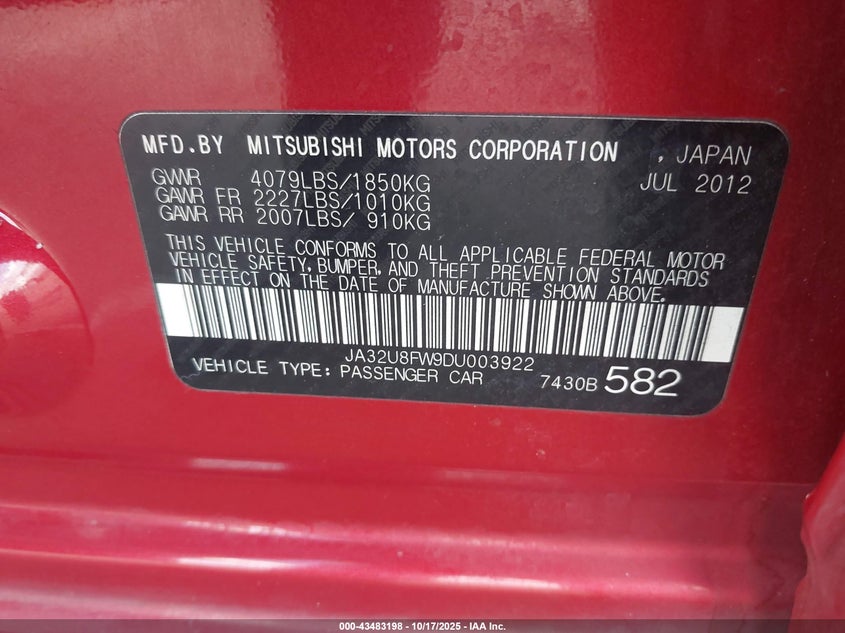 MFD.BY MITSUBISHI MOTORS CORPORATION , JAPAN
GVWR 4079LBS/1850KG JUL 2012
GAWR FR 2227LBS/1010KG
GAWR RR 2007LBS/ 910KG
THIS VEHICLE CONFORMS TO ALL APPLICABLE FEDERAL MOTOR
VEHICLE SAFETY, BUMPER, AND THEFT PREVENTION STANDARDS
IN EFFECT ON THE DATE OF MANUFACTURE SHOWN ABOVE.
JA32U8FW9DU003922
VEHICLE TYPE: PASSENGER CAR 7430B 582
000-43483198 - 10/17/2025 - IAA Inc.